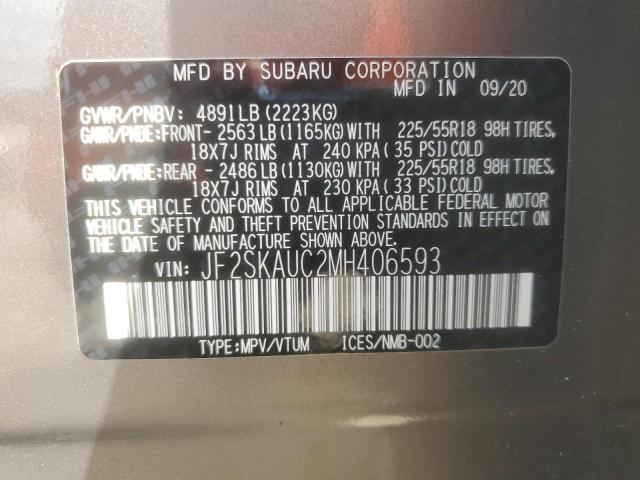 MFD BY SUBARU CORPORATION
MFD IN 09/20
GVWR/PNBV: 4891LB(2223KG)
GAWR/PNBE:FRONT- 2563LB(1165KG)WITH 225/55R18 98H TIRES,
18X7J RIMS AT 240 KPA(35 PSI)COLD
GAWR/PNBE:REAR - 2486LB(1130KG)WITH 225/55R18 98H TIRES,
18X7J RIMS AT 230 KPA(33 PSI)COLD
THIS VEHICLE CONFORMS TO ALL APPLICABLE FEDERAL MOTOR
VEHICLE SAFETY AND THEFT PREVENTION STANDARDS IN EFFECT
ON THE DATE OF MANUFACTURE SHOWN ABOVE.
VIN: JF2SKAUC2MH406593
TYPE:MPV/VTUM ICES/NMB-002